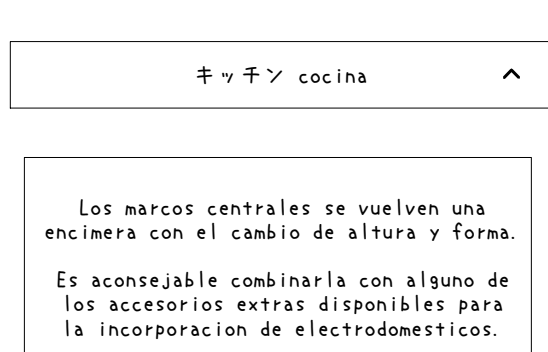 キッチン cocina
Los marcos centrales se vuelven una
encimera con el cambio de altura y forma.
Es aconsejable combinarla con alguno de
los accesorios extras disponibles para
la incorporacion de electrodomesticos.